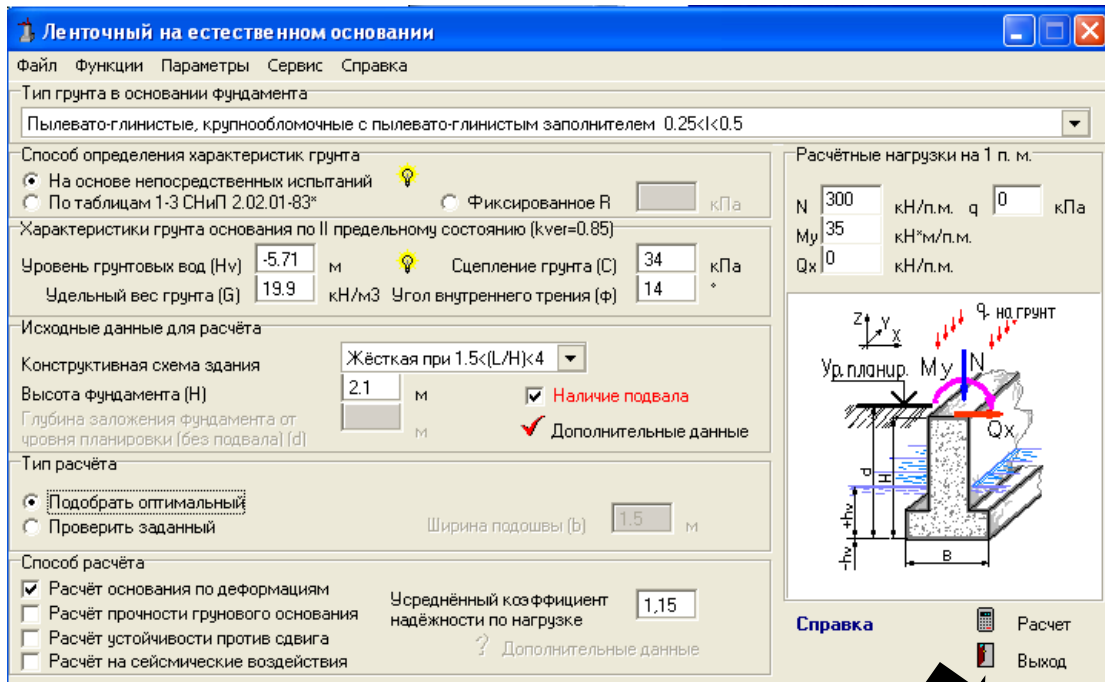 Ленточный на естественном основании
Файл Функции Параметры Сервис Справка
Тип грунта в основании фундамента
Пылевато-глинистые, крупнообломочные с пылевато-глинистым заполнителем 0.25<I<0.5
Способ определения характеристик грунта
На основе непосредственных испытаний
По таблицам 1-3 СНиП 2.02.01-83*
Фиксированное R кПа
Характеристики грунта основания по II предельному состоянию (kver=0.85)
Уровень грунтовых вод (Hv) -5.71 м Сцепление грунта (C) 34 кПа
Удельный вес грунта (G) 19.9 кН/м3 Угол внутреннего трения (φ) 14 °
Исходные данные для расчёта
Конструктивная схема здания Жёсткая при 1.5<(L/H)<4
Высота фундамента (H) 2.1 м Наличие подвала
Глубина заложения фундамента от
уровня планировки (без подвала) (d) м Дополнительные данные
Тип расчёта
Подобрать оптимальный
Проверить заданный Ширина подошвы (b) 1.5 м
Способ расчёта
Расчёт основания по деформациям
Расчёт прочности грунового основания
Расчёт устойчивости против сдвига
Расчёт на сейсмические воздействия
Усреднённый коэффициент
надёжности по нагрузке 1,15
? Дополнительные данные
Расчётные нагрузки на 1 п. м.
N 300 кН/п.м. q 0 кПа
My 35 кН*м/п.м.
Qx 0 кН/п.м.
Z Y X
q- на грунт
Ур. планир. My N
Qx
d H
+hv
-hv
B
Справка Расчет
Выход